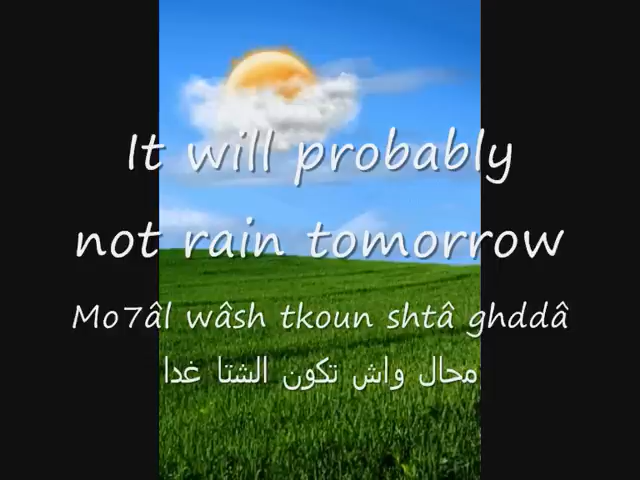 It will probably
not rain tomorrow
Mo7âl wâsh tkoun shtâ ghddâ
محال واش تكون الشتا غدا